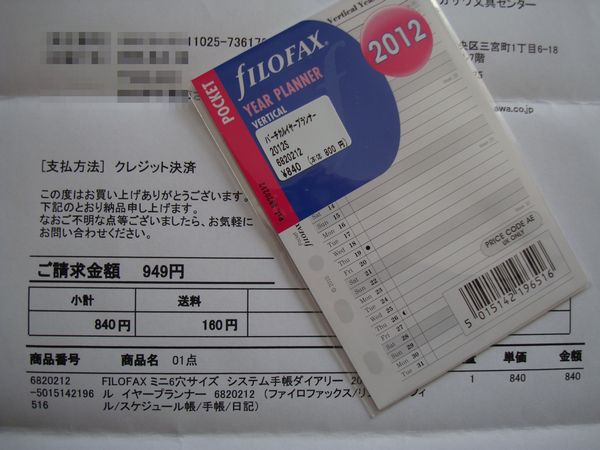 11025-73617
文具センター
央区三宮町1丁目6-18
7階
wa.co.jp
Vertical Year
POCKET
fILOFAX
2012
YEAR PLANNER
VERTICAL
バーチカルイヤープランナー
2012S
6820212
¥840 (本体 800 円)
PRICE CODE AE
UK ONLY
5 015142 196516
© 2010
Sat 14
Sun 15
Mon 16
Tue 17
Wed 18
Thu 19
Fri 20
Sat 21
Sun 22
Mon 23
Tue 24
Wed 25
Thu 26
Fri 27
Sat 28
Sun 29
Mon 30
Tue 31
[支払方法] クレジット決済
この度はお買い上げありがとうございます。
下記のとおり納品申し上げます。
なおご不明な点等ございましたら、お気軽に
お問い合わせください。
ご請求金額 949円
小計 送料
840円 160円
商品番号 商品名 01点 量 単価 金額
6820212 FILOFAX ミニ6穴サイズ システム手帳ダイアリー 20 1 840 840
-5015142196 ル イヤープランナー 6820212 (ファイロファックス/リ フィ
516 ル/スケジュール帳/手帳/日記)